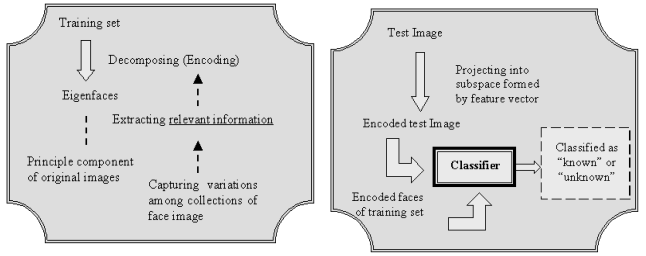 Training set
Decomposing (Encoding)
Eigenfaces
Extracting relevant information
Principle component
of original images
Capturing variations
among collections of
face image
Test Image
Projecting into
subspace formed
by feature vector
Encoded test Image
Classifier
Classified as
“known” or
“unknown”
Encoded faces
of training set